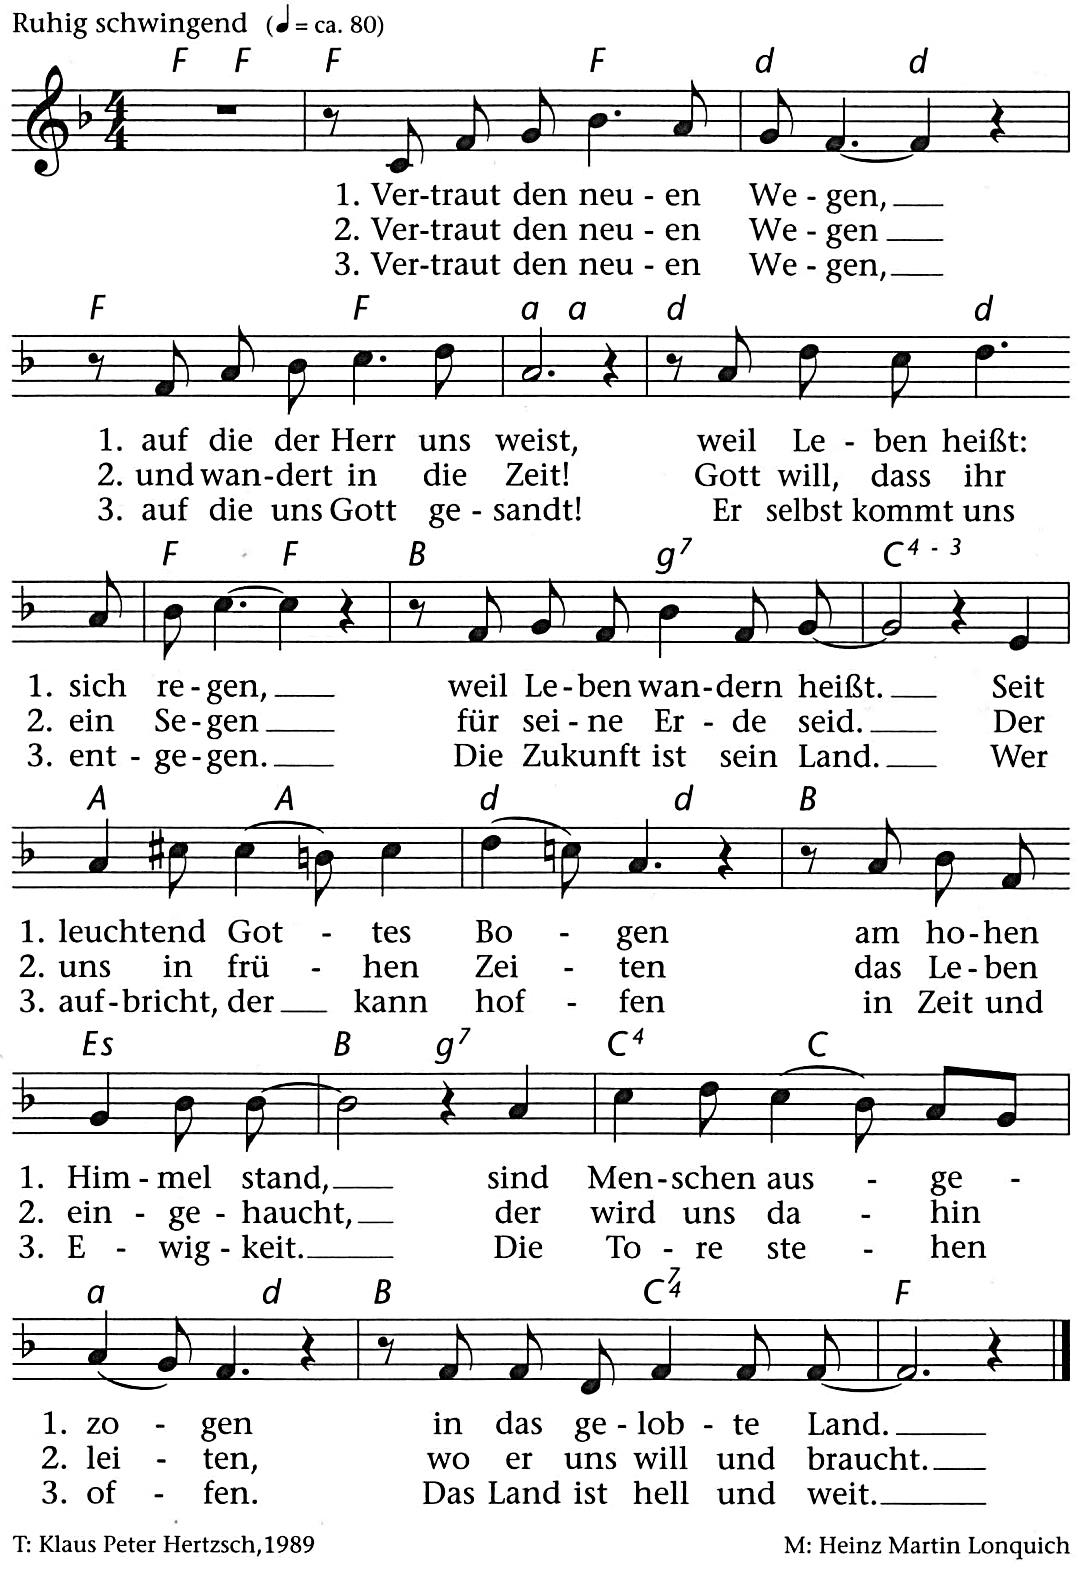 Ruhig schwingend (♩ = ca. 80)
F F F F d d
1. Ver-traut den neu - en We - gen,
2. Ver-traut den neu - en We - gen
3. Ver-traut den neu - en We - gen,
F F a a d d
1. auf die der Herr uns weist, weil Le - ben heißt:
2. und wan-dert in die Zeit! Gott will, dass ihr
3. auf die uns Gott ge - sandt! Er selbst kommt uns
F F B g7 C4 - 3
1. sich re - gen, weil Le - ben wan-dern heißt. Seit
2. ein Se - gen für sei - ne Er - de seid. Der
3. ent - ge - gen. Die Zukunft ist sein Land. Wer
A A d d B
1. leuchtend Got - tes Bo - gen am ho - hen
2. uns in frü - hen Zei - ten das Le - ben
3. auf-bricht, der kann hof - fen in Zeit und
Es B g7 C4 C
1. Him - mel stand, sind Men-schen aus - ge -
2. ein - ge - haucht, der wird uns da - hin
3. E - wig - keit. Die To - re ste - hen
a d B C7 4 F
1. zo - gen in das ge - lob - te Land.
2. lei - ten, wo er uns will und braucht.
3. of - fen. Das Land ist hell und weit.
T: Klaus Peter Hertzsch, 1989 M: Heinz Martin Lonquich